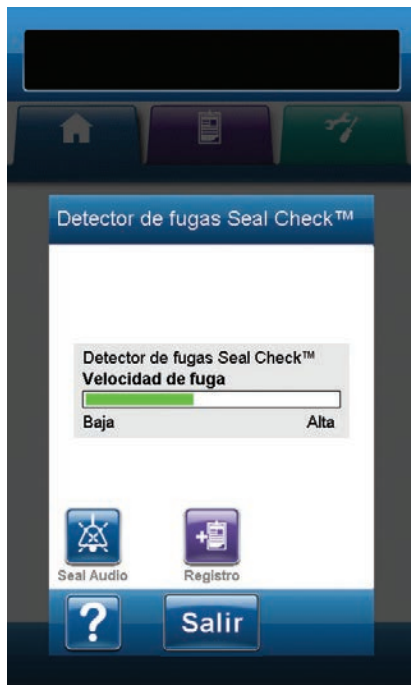 Detector de fugas Seal Check™
Detector de fugas Seal Check™
Velocidad de fuga
Baja Alta
Seal Audio Registro
? Salir